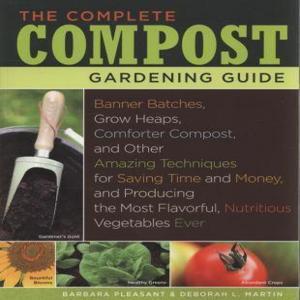 THE COMPLETE
COMPOST
GARDENING GUIDE
Banner Batches,
Grow Heaps,
Comforter Compost,
and Other
Amazing Techniques
for Saving Time and Money,
and Producing
the Most Flavorful, Nutritious
Vegetables Ever
Gardener's Gold
Bountiful
Blooms
Healthy Greens
Abundant Crops
BARBARA PLEASANT & DEBORAH L. MARTIN